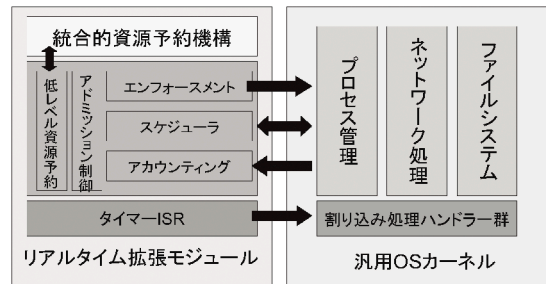 統合的資源予約機構
低レベル資源予約
アドミッション制御
エンフォースメント
スケジューラ
アカウンティング
タイマーISR
リアルタイム拡張モジュール
プロセス管理
ネットワーク処理
ファイルシステム
割り込み処理ハンドラー群
汎用OSカーネル